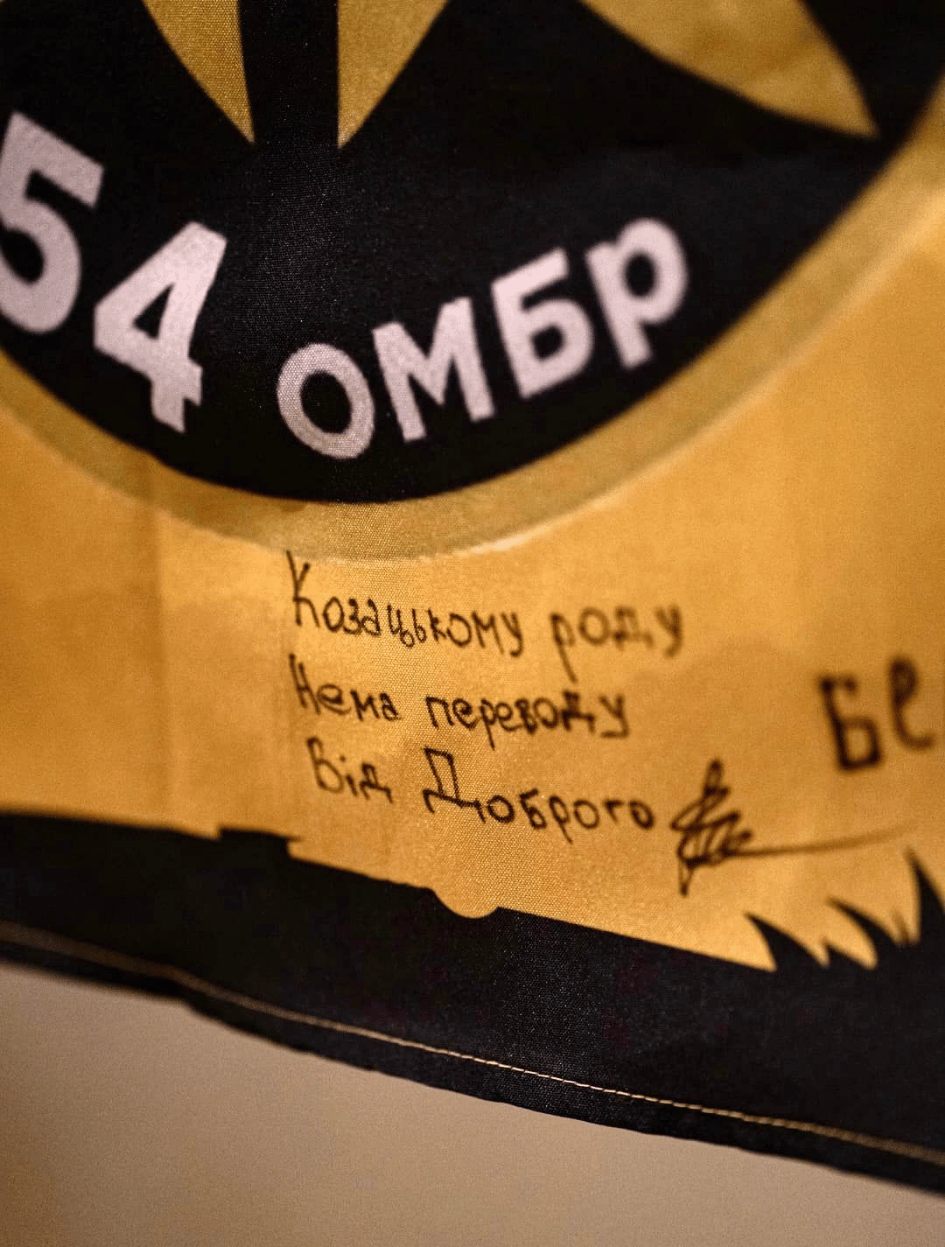 54 ОМБр
Козацькому роду
Нема переводу
Від Доброго